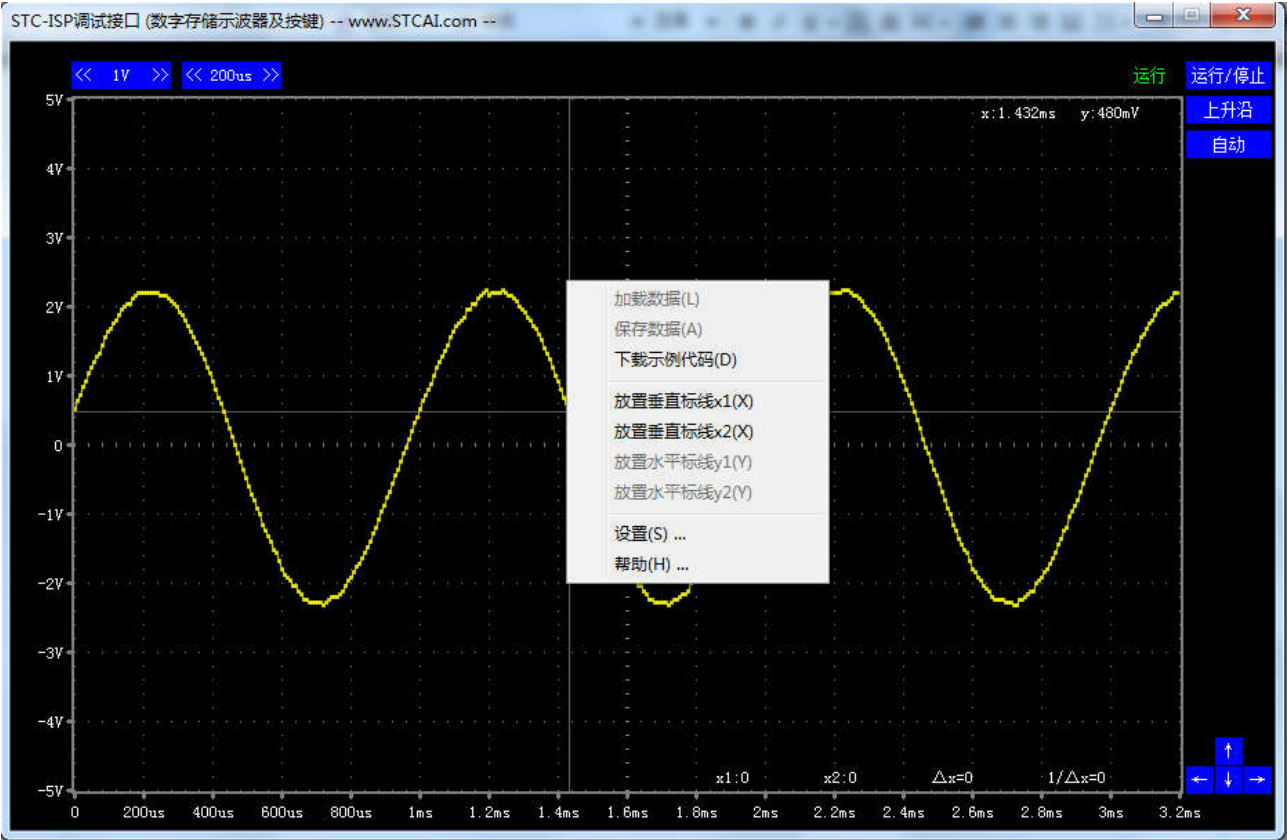 STC-ISP调试接口 (数字存储示波器及按键) -- www.STCAI.com --
<< 1V >> << 200us >> 运行 运行/停止
x:1.432ms y:480mV 上升沿
自动
5V
4V
3V
2V
1V
0
-1V
-2V
-3V
-4V
-5V
加载数据(L)
保存数据(A)
下载示例代码(D)
放置垂直标线x1(X)
放置垂直标线x2(X)
放置水平标线y1(Y)
放置水平标线y2(Y)
设置(S) ...
帮助(H) ...
↑
x1:0 x2:0 △x=0 1/△x=0 ← ↓ →
0 200us 400us 600us 800us 1ms 1.2ms 1.4ms 1.6ms 1.8ms 2ms 2.2ms 2.4ms 2.6ms 2.8ms 3ms 3.2ms